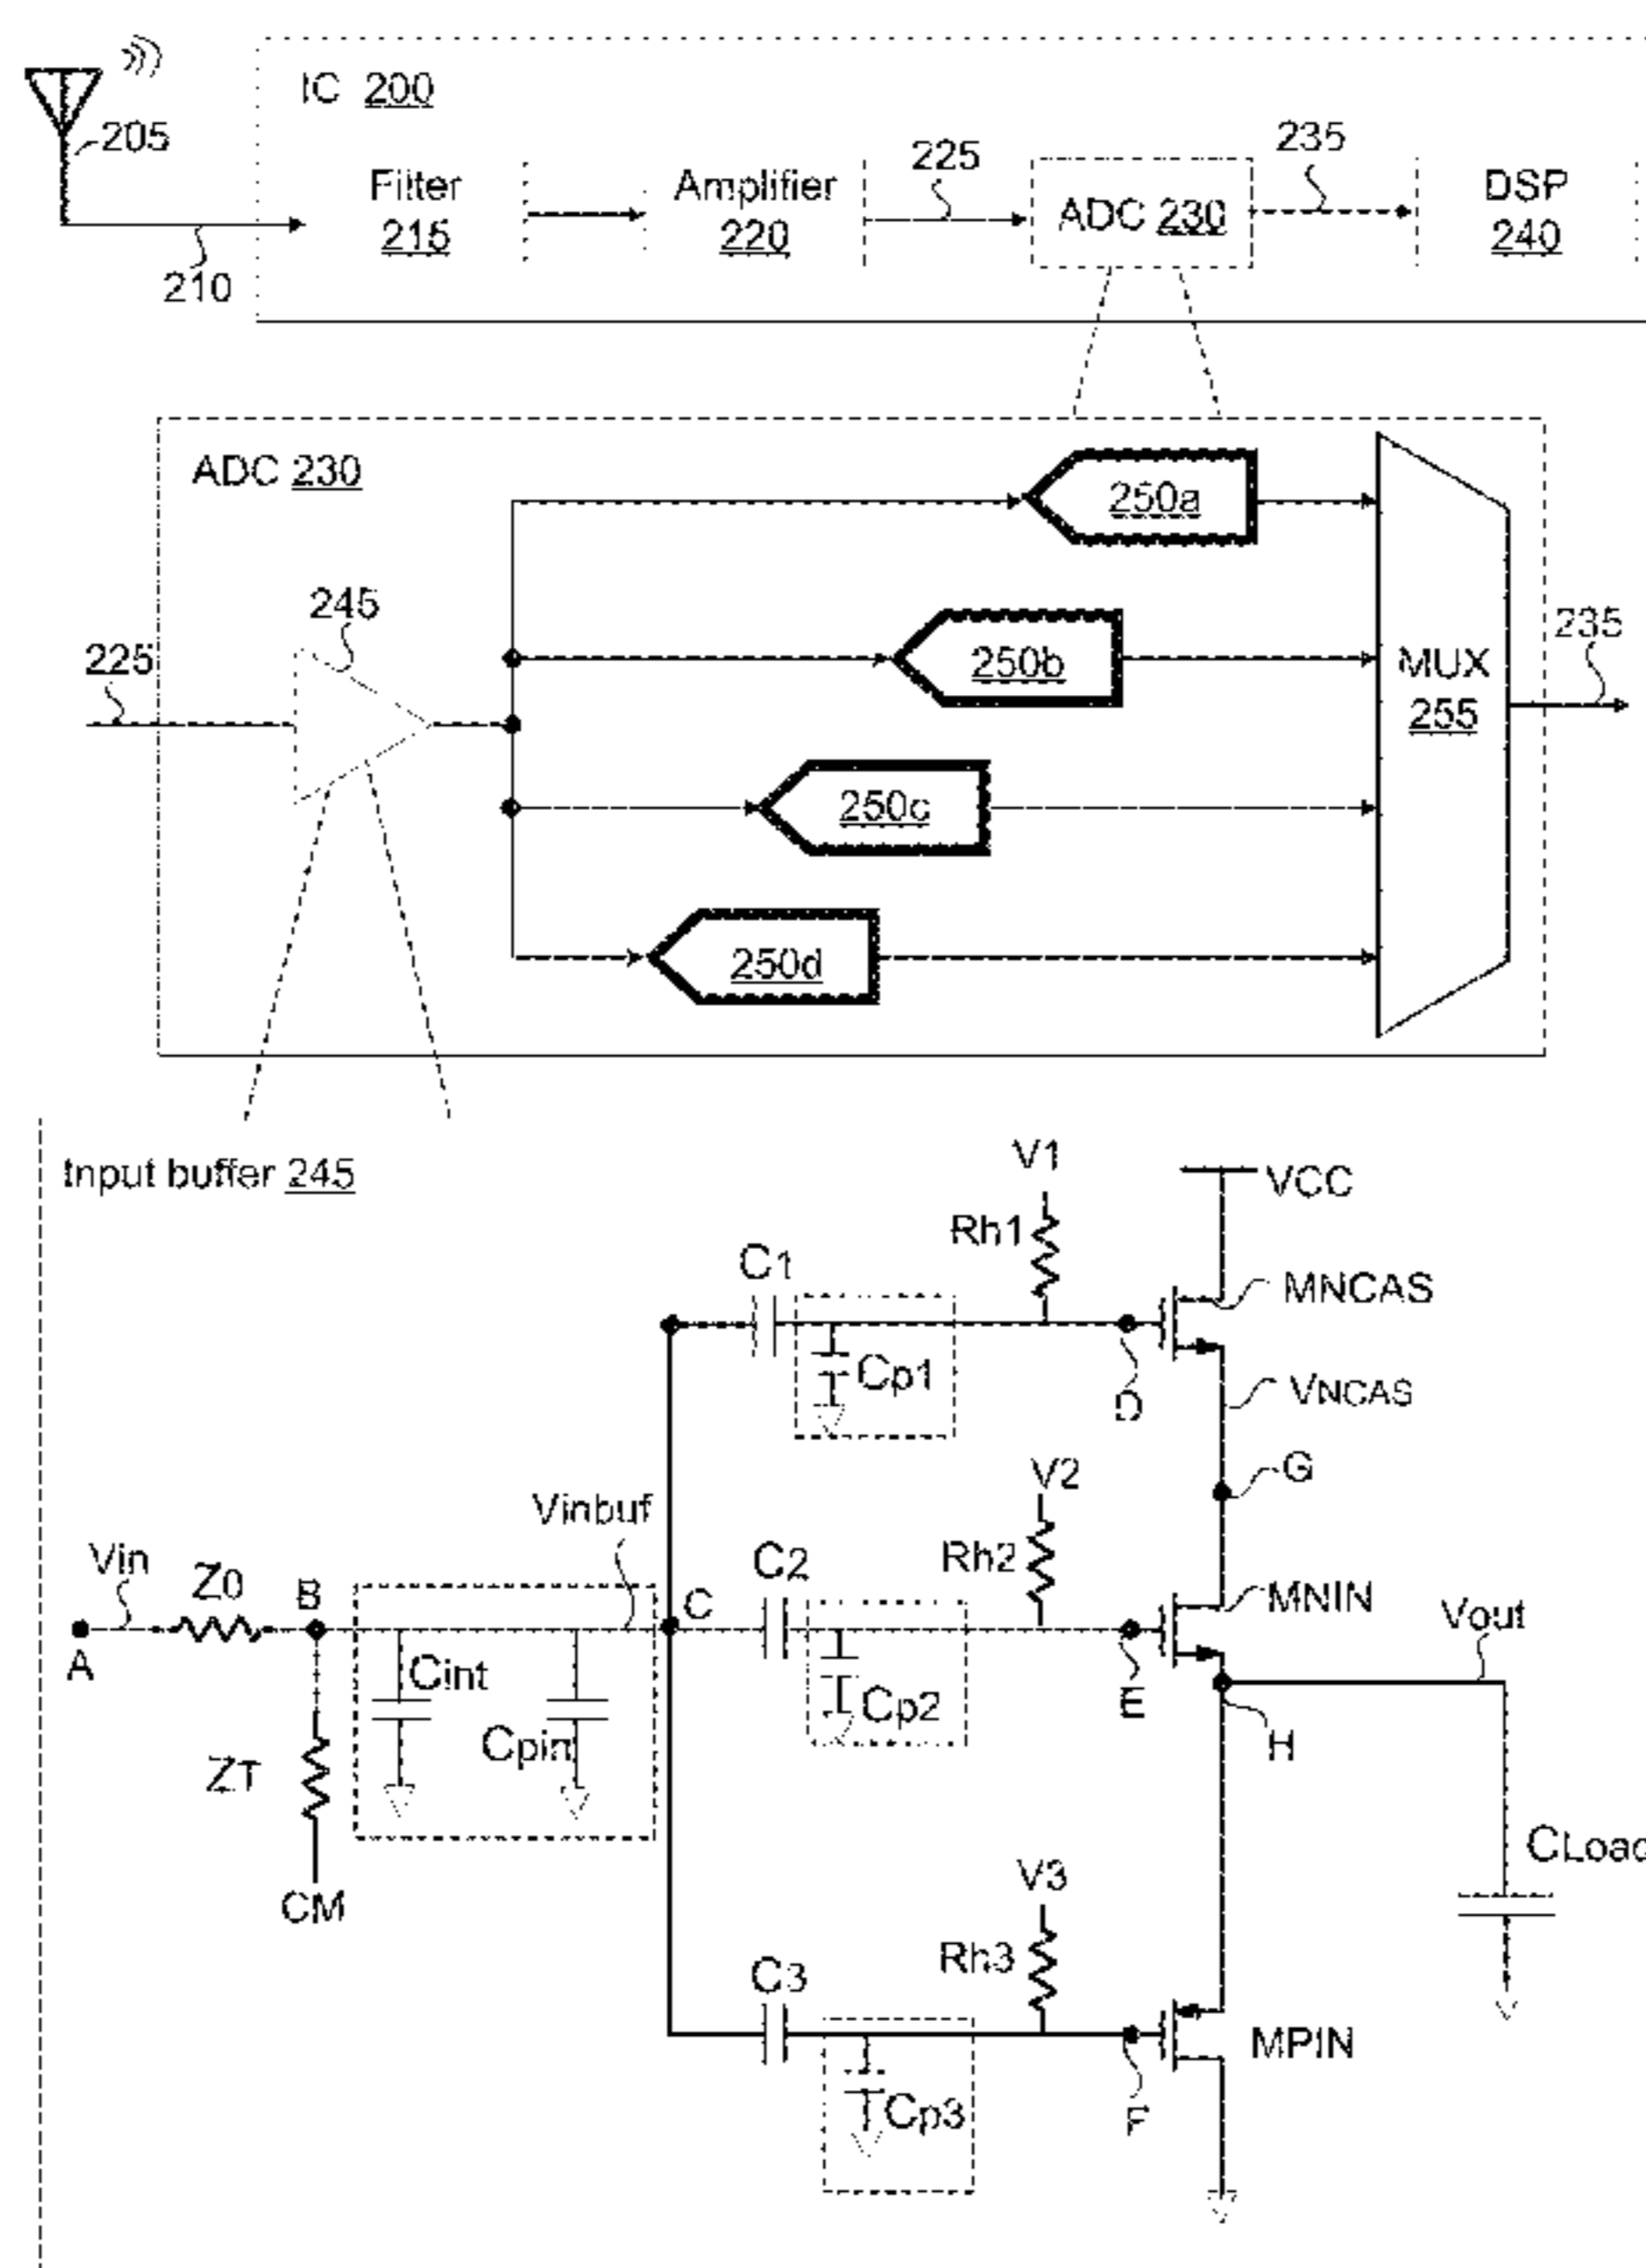 IC 200
205
Filter
215
Amplifier
220
225
ADC 230
235
DSP
240
210
ADC 230
250a
245
225
250b
MUX
255
235
250c
250d
Input buffer 245
V1
VCC
Rh1
C1
MNCAS
Cp1
D
VNCAS
V2
G
Vinbuf
Rh2
C2
Vin
Z0
B
C
MNIN
Vout
A
Cint
Cp2
E
Cpin
H
ZT
CM
V3
CLoad
Rh3
C3
MPIN
Cp3
F